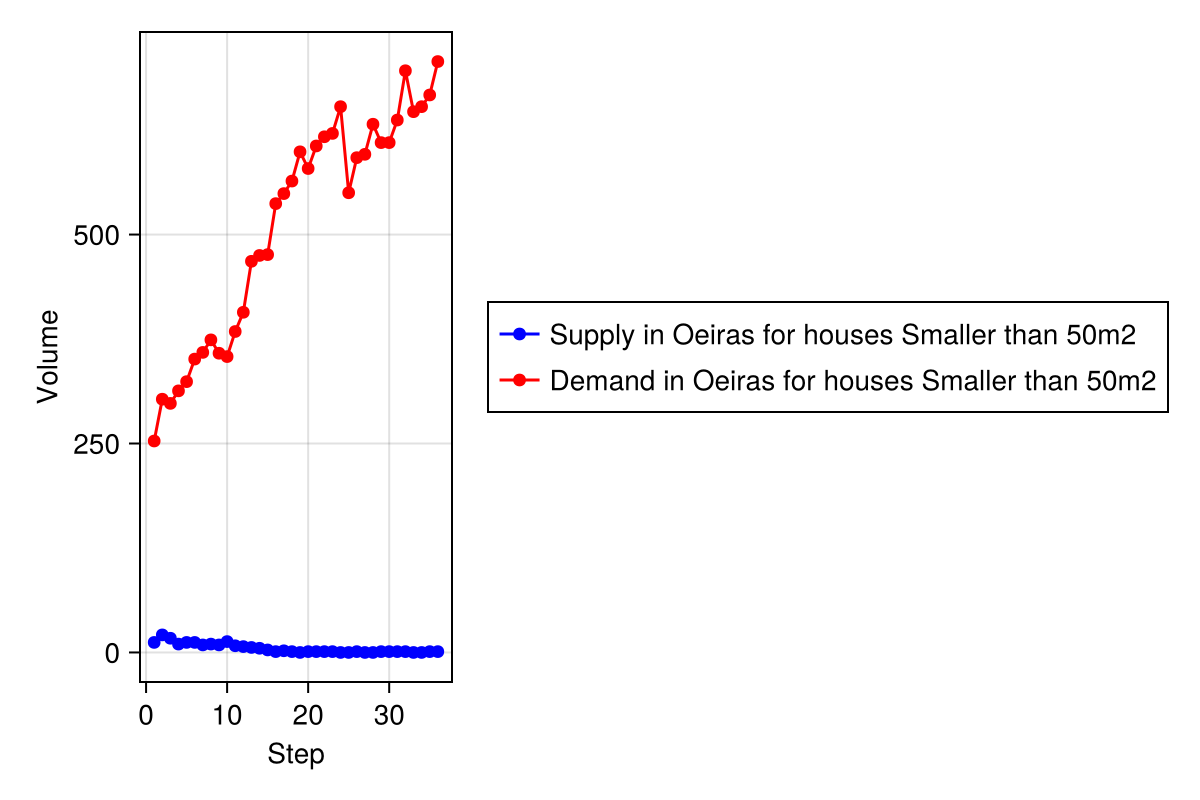 Volume
500
250
0
0 10 20 30
Step
Supply in Oeiras for houses Smaller than 50m2
Demand in Oeiras for houses Smaller than 50m2